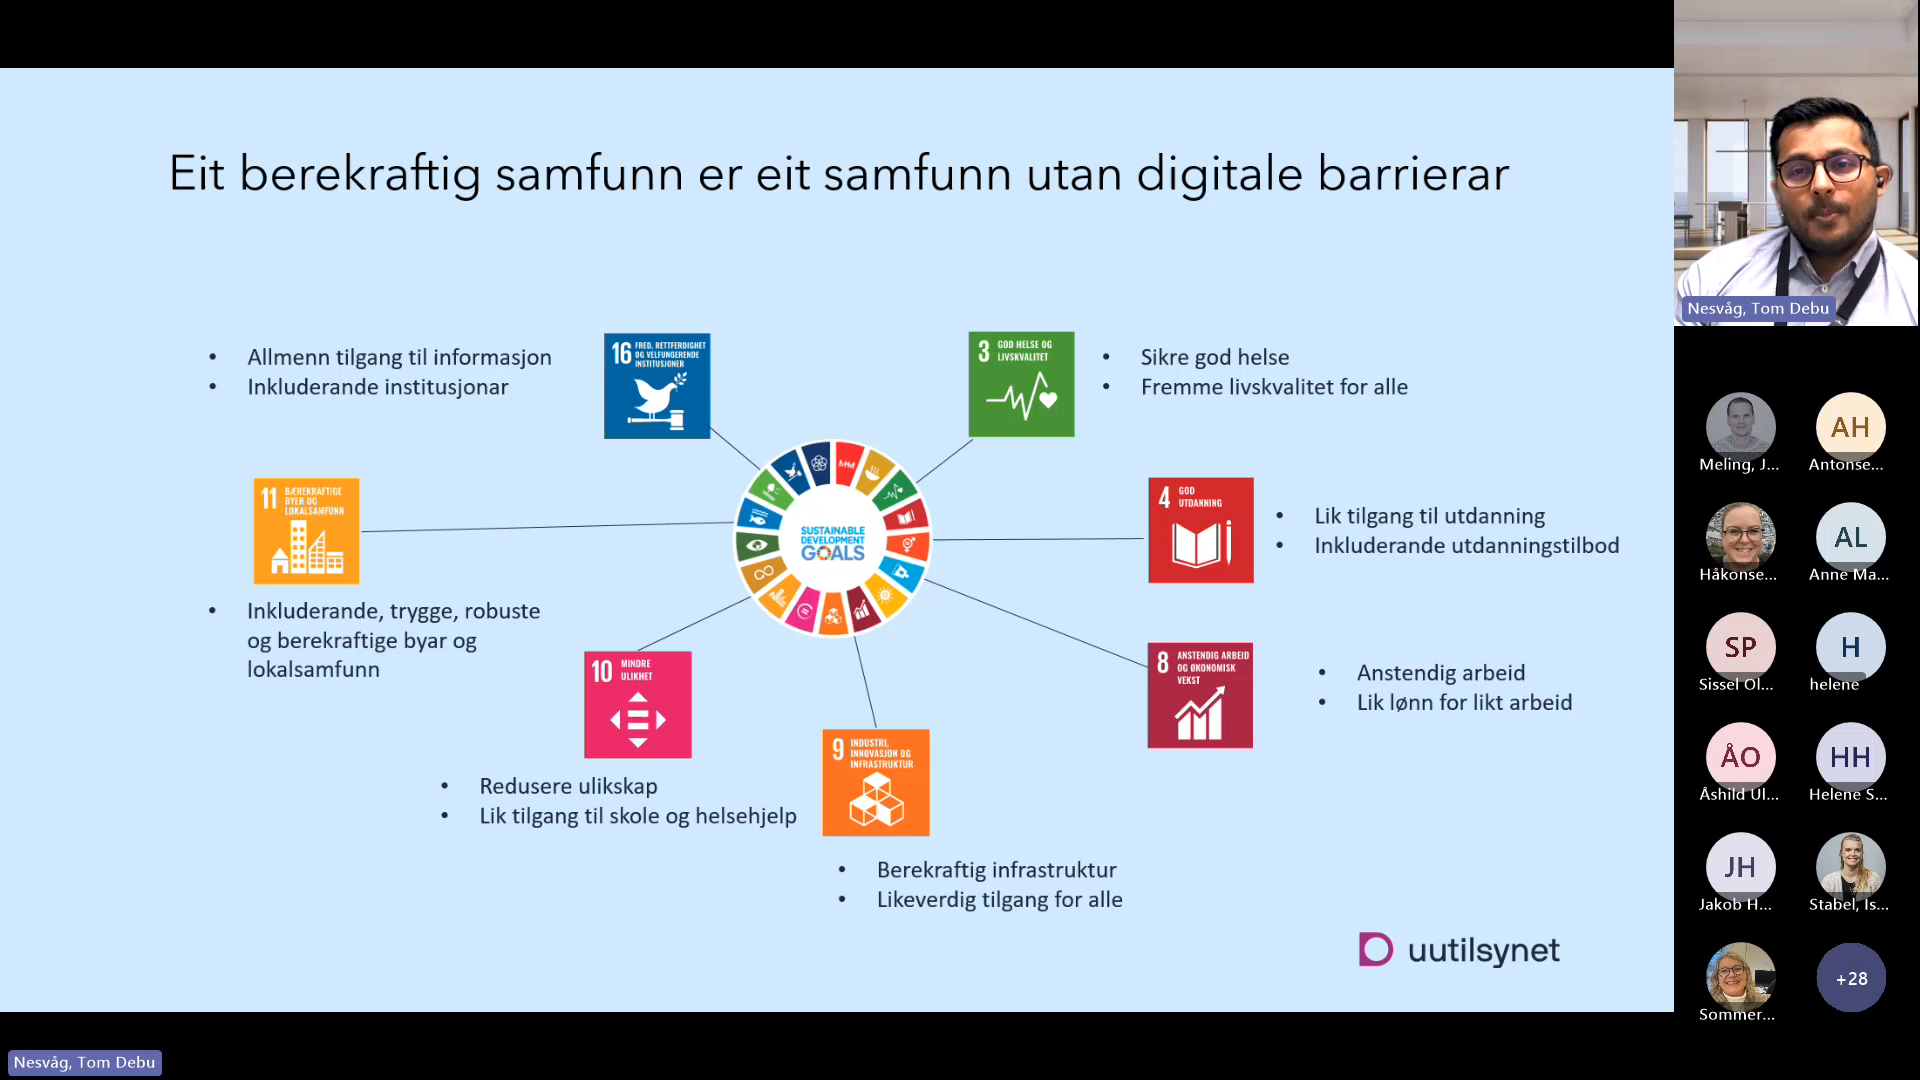 Eit berekraftig samfunn er eit samfunn utan digitale barrierar
• Allmenn tilgang til informasjon
• Inkluderande institusjonar
16 FRED, RETTFERDIGHET
OG VELFUNGERENDE
INSTITUSJONER
3 GOD HELSE OG
LIVSKVALITET
• Sikre god helse
• Fremme livskvalitet for alle
11 BÆREKRAFTIGE
BYER OG
LOKALSAMFUNN
• Inkluderande, trygge, robuste
og berekraftige byar og
lokalsamfunn
SUSTAINABLE
DEVELOPMENT
GOALS
4 GOD
UTDANNING
• Lik tilgang til utdanning
• Inkluderande utdanningstilbod
10 MINDRE
ULIKHET
• Redusere ulikskap
• Lik tilgang til skole og helsehjelp
9 INDUSTRI,
INNOVASJON OG
INFRASTRUKTUR
• Berekraftig infrastruktur
• Likeverdig tilgang for alle
8 ANSTENDIG ARBEID
OG ØKONOMISK
VEKST
• Anstendig arbeid
• Lik lønn for likt arbeid
uutilsynet
Nesvåg, Tom Debu
Meling, J...
AH
Antonse...
Håkonse...
AL
Anne Ma...
SP
Sissel Ol...
H
helene
ÅO
Åshild Ul...
HH
Helene S...
JH
Jakob H...
Stabel, Is...
Sommer...
+28
Nesvåg, Tom Debu